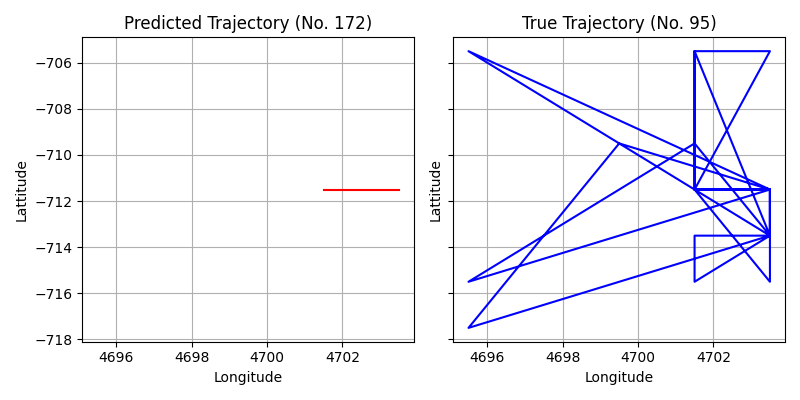 Predicted Trajectory (No. 172)
True Trajectory (No. 95)
Lattitude
−706
−708
−710
−712
−714
−716
−718
4696
4698
4700
4702
Longitude
Lattitude
4696
4698
4700
4702
Longitude